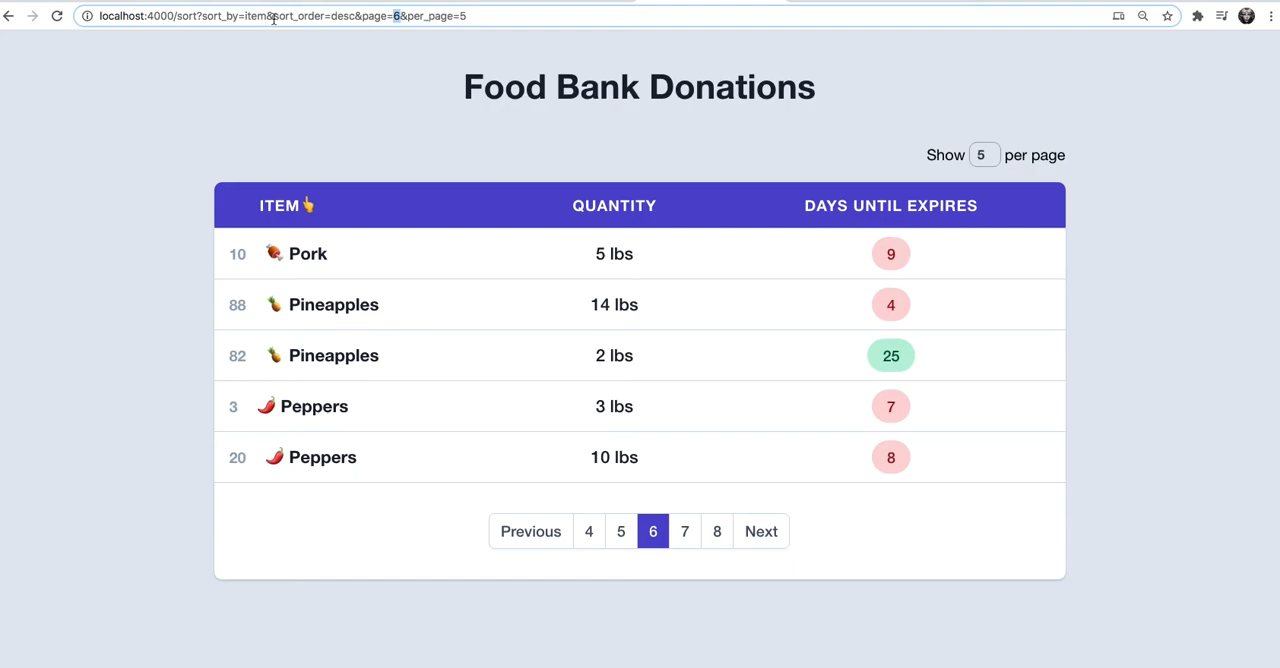 localhost:4000/sort?sort_by=item&sort_order=desc&page=6&per_page=5
Food Bank Donations
Show 5 per page
ITEM👆 QUANTITY DAYS UNTIL EXPIRES
10 🍖 Pork 5 lbs 9
88 🍍 Pineapples 14 lbs 4
82 🍍 Pineapples 2 lbs 25
3 🌶️ Peppers 3 lbs 7
20 🌶️ Peppers 10 lbs 8
Previous 4 5 6 7 8 Next